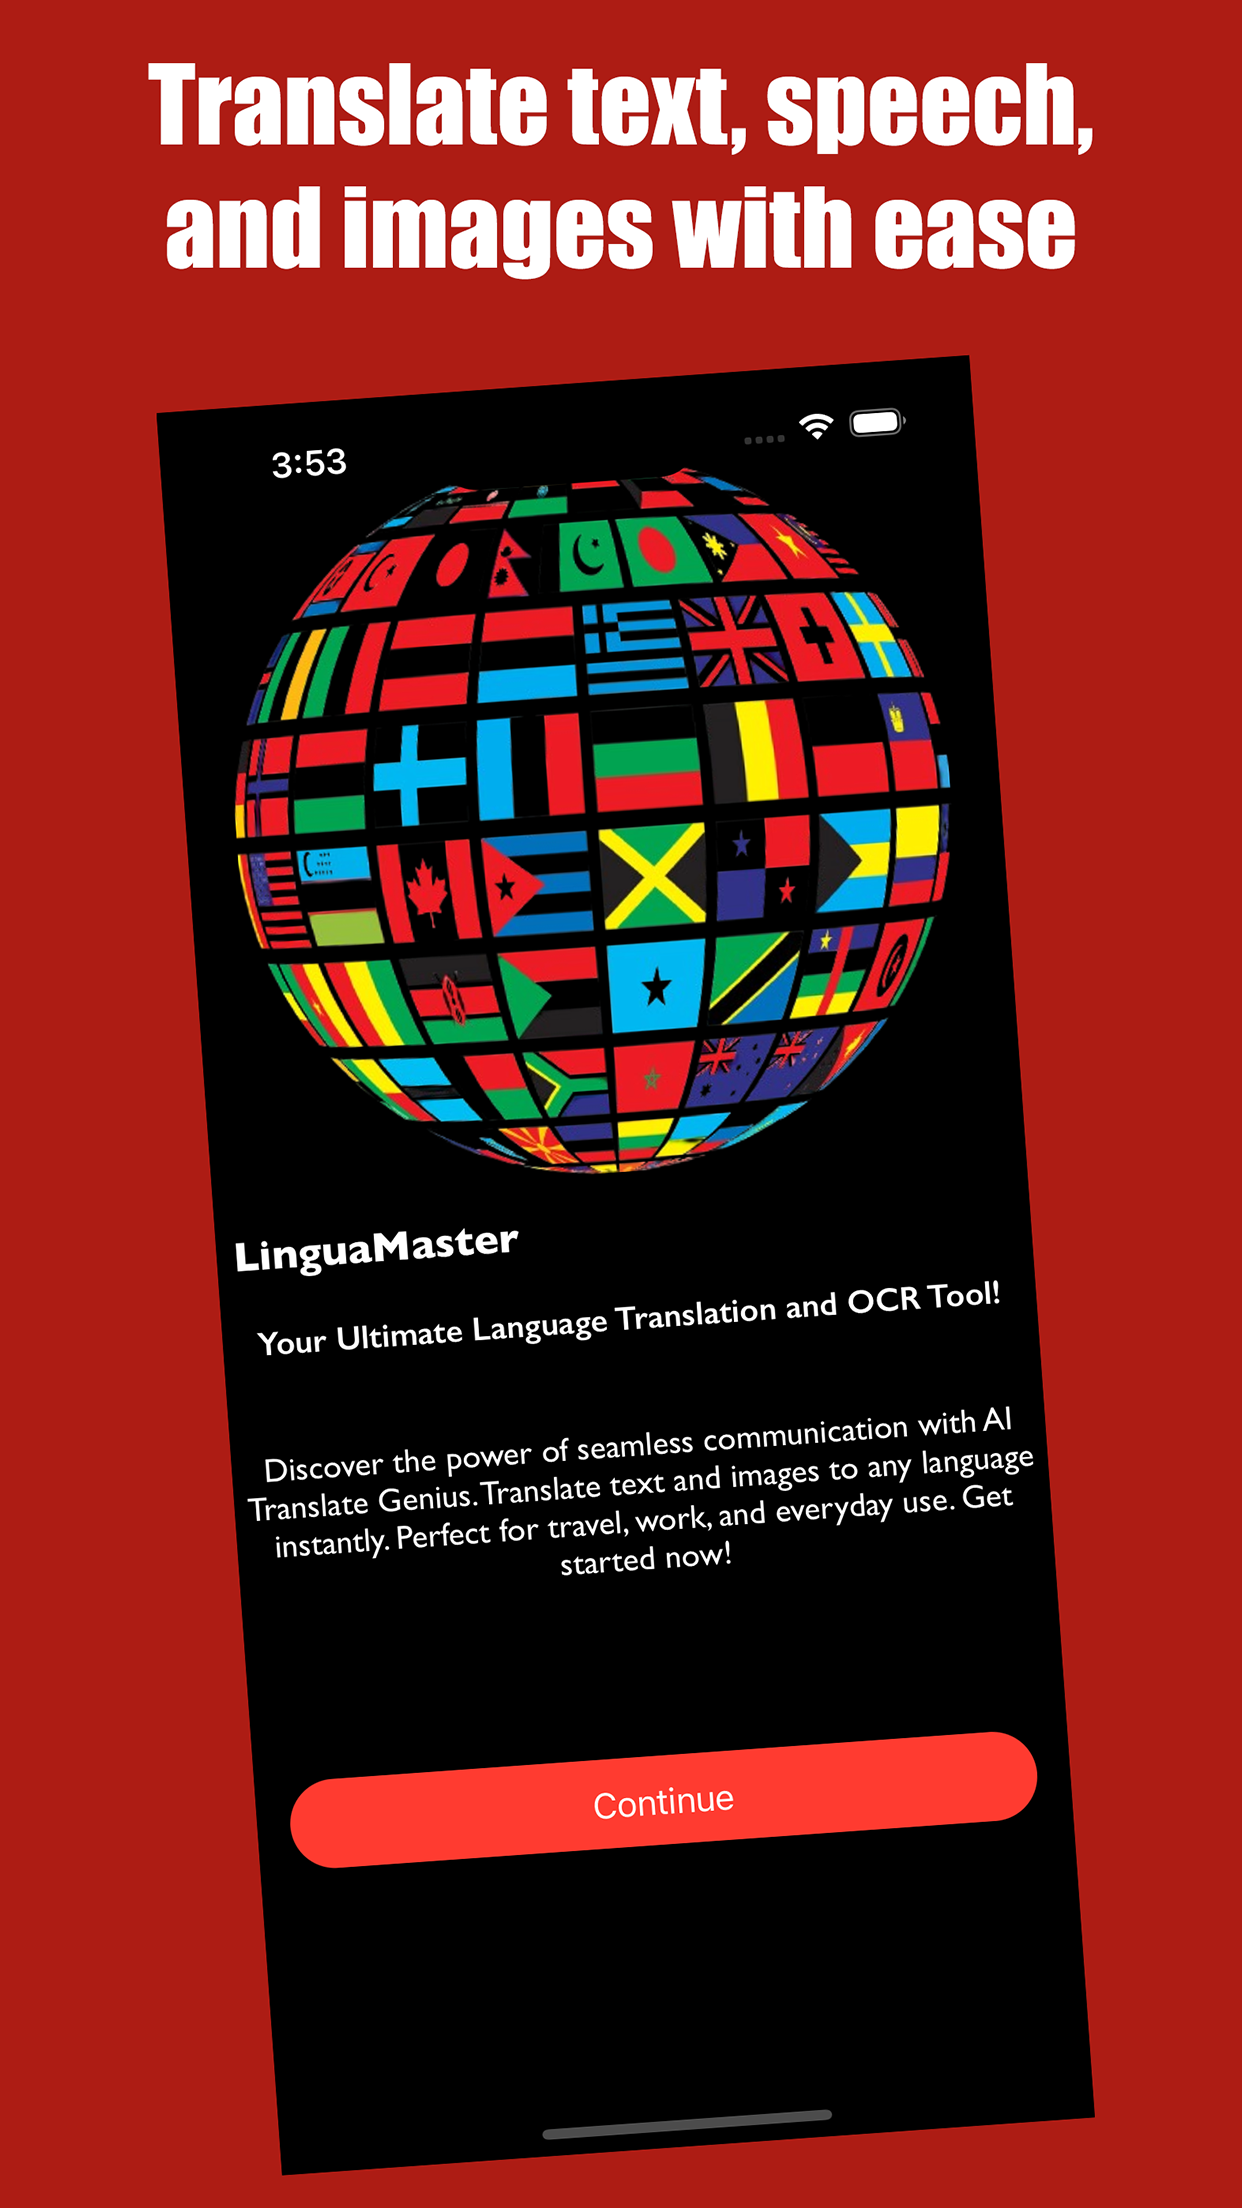 Translate text, speech,
and images with ease
3:53
LinguaMaster
Your Ultimate Language Translation and OCR Tool!
Discover the power of seamless communication with AI
Translate Genius. Translate text and images to any language
instantly. Perfect for travel, work, and everyday use. Get
started now!
Continue